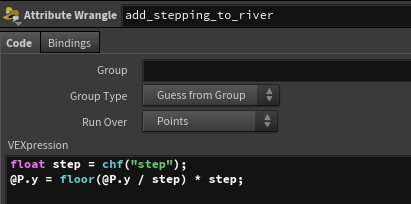 Attribute Wrangle add_stepping_to_river
Code Bindings
Group
Group Type Guess from Group
Run Over Points
VEXpression
float step = chf("step");
@P.y = floor(@P.y / step) * step;